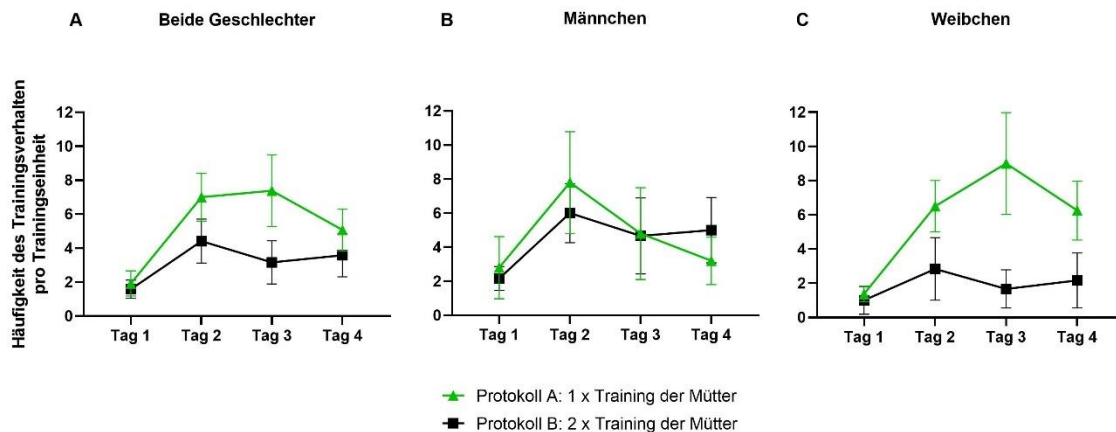 A Beide Geschlechter
B Männchen
C Weibchen
Häufigkeit des Trainingsverhalten
pro Trainingseinheit
12
10
8
6
4
2
0
Tag 1 Tag 2 Tag 3 Tag 4
12
10
8
6
4
2
0
Tag 1 Tag 2 Tag 3 Tag 4
12
10
8
6
4
2
0
Tag 1 Tag 2 Tag 3 Tag 4
Protokoll A: 1 x Training der Mütter
Protokoll B: 2 x Training der Mütter